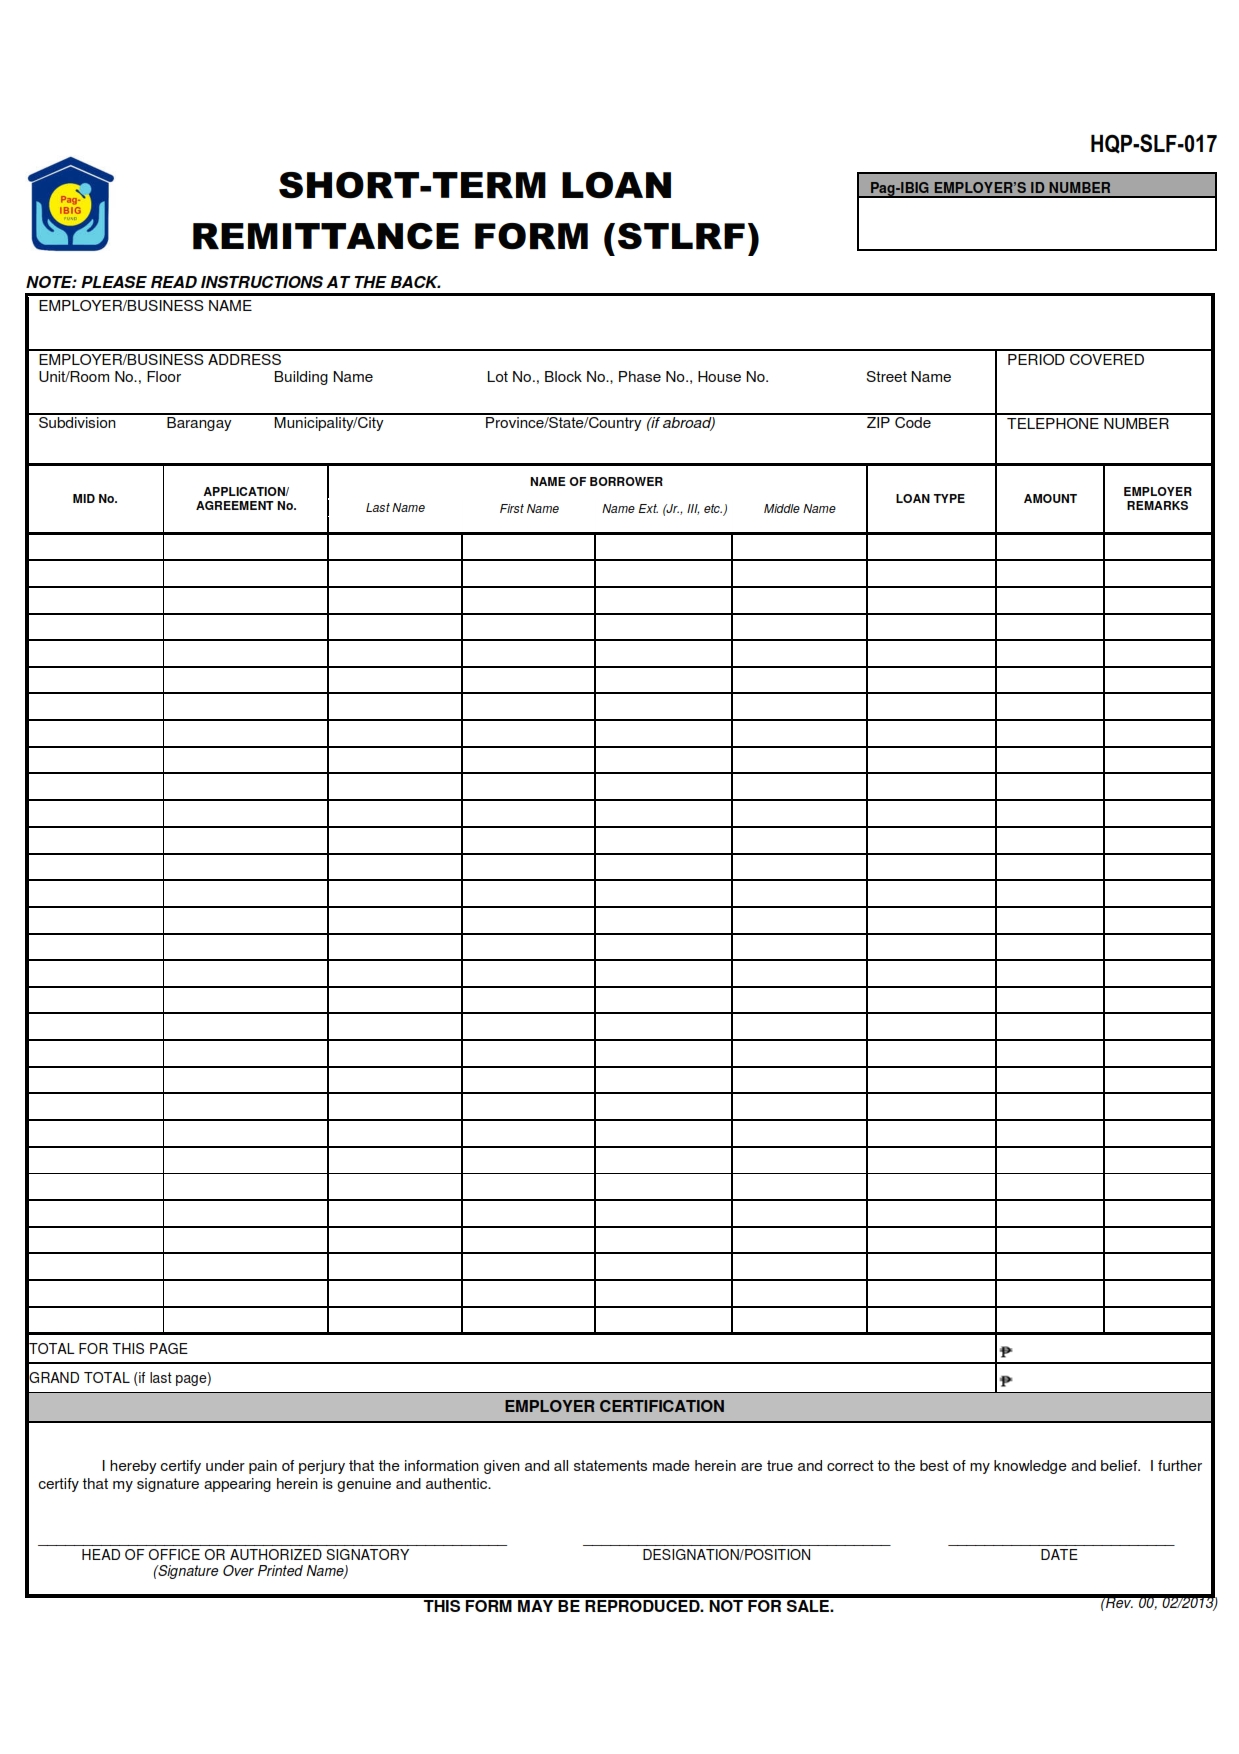 HQP-SLF-017
Pag-
IBIG
FUND
SHORT-TERM LOAN
REMITTANCE FORM (STLRF)
Pag-IBIG EMPLOYER'S ID NUMBER
NOTE: PLEASE READ INSTRUCTIONS AT THE BACK.
EMPLOYER/BUSINESS NAME
EMPLOYER/BUSINESS ADDRESS
PERIOD COVERED
Unit/Room No., Floor Building Name Lot No., Block No., Phase No., House No. Street Name
Subdivision Barangay Municipality/City Province/State/Country (if abroad) ZIP Code
TELEPHONE NUMBER
MID No.
APPLICATION/
AGREEMENT No.
NAME OF BORROWER
Last Name First Name Name Ext. (Jr., III, etc.) Middle Name
LOAN TYPE
AMOUNT
EMPLOYER
REMARKS
TOTAL FOR THIS PAGE ₱
GRAND TOTAL (if last page) ₱
EMPLOYER CERTIFICATION
I hereby certify under pain of perjury that the information given and all statements made herein are true and correct to the best of my knowledge and belief. I further
certify that my signature appearing herein is genuine and authentic.
HEAD OF OFFICE OR AUTHORIZED SIGNATORY DESIGNATION/POSITION DATE
(Signature Over Printed Name)
THIS FORM MAY BE REPRODUCED. NOT FOR SALE.
(Rev. 00, 02/2013)